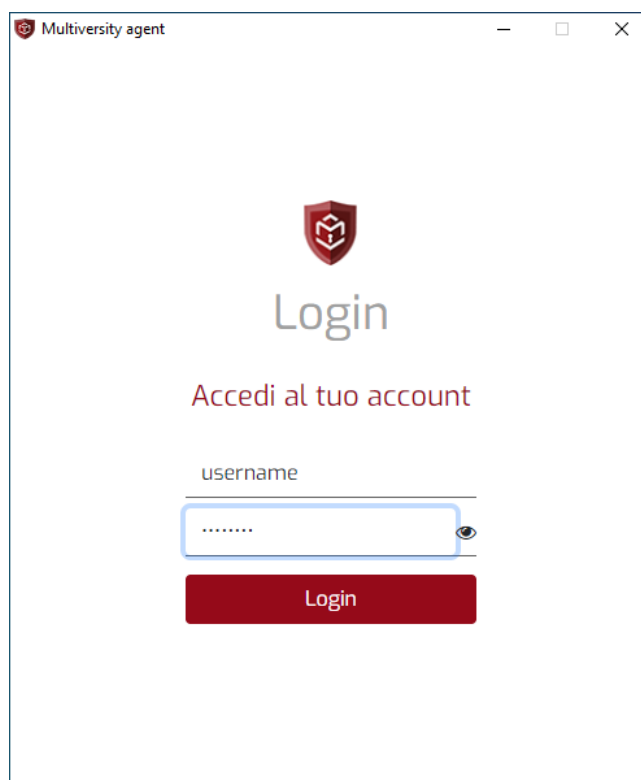 Multiversity agent
Login
Accedi al tuo account
username
········
Login